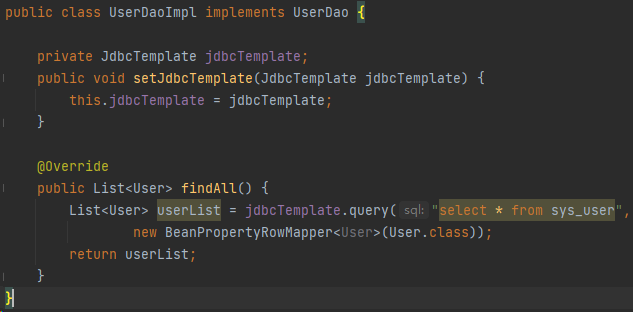 public class UserDaoImpl implements UserDao {
private JdbcTemplate jdbcTemplate;
public void setJdbcTemplate(JdbcTemplate jdbcTemplate) {
this.jdbcTemplate = jdbcTemplate;
}
@Override
public List<User> findAll() {
List<User> userList = jdbcTemplate.query( sql: "select * from sys_user",
new BeanPropertyRowMapper<User>(User.class));
return userList;
}
}